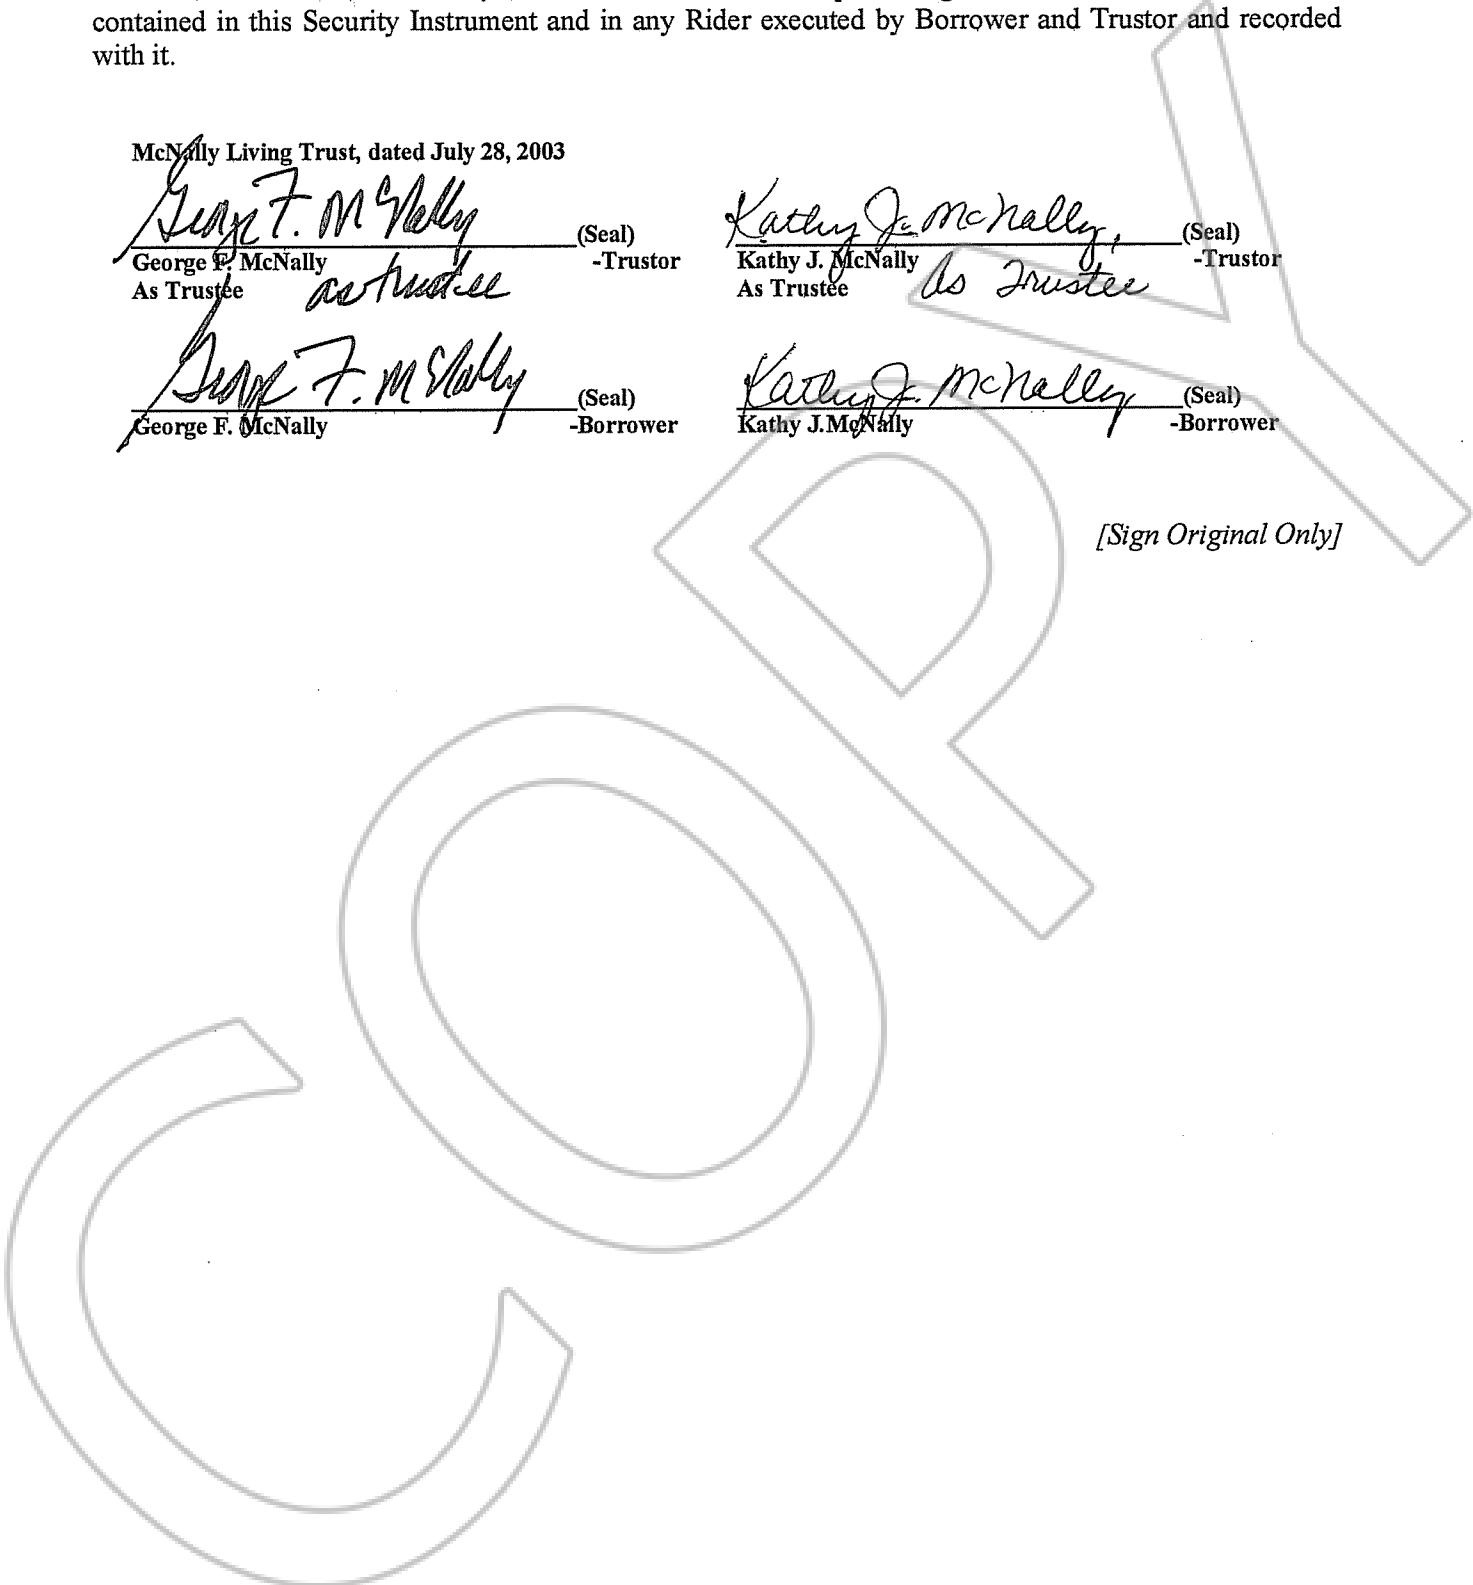 contained in this Security Instrument and in any Rider executed by Borrower and Trustor and recorded
with it.
McNally Living Trust, dated July 28, 2003
George F. McNally (Seal)
George F. McNally -Trustor
As Trustee as trustee
Kathy J. McNally, (Seal)
Kathy J. McNally -Trustor
As Trustee As Trustee
George F. McNally (Seal)
George F. McNally -Borrower
Kathy J. McNally (Seal)
Kathy J.McNally -Borrower
[Sign Original Only]
COPY